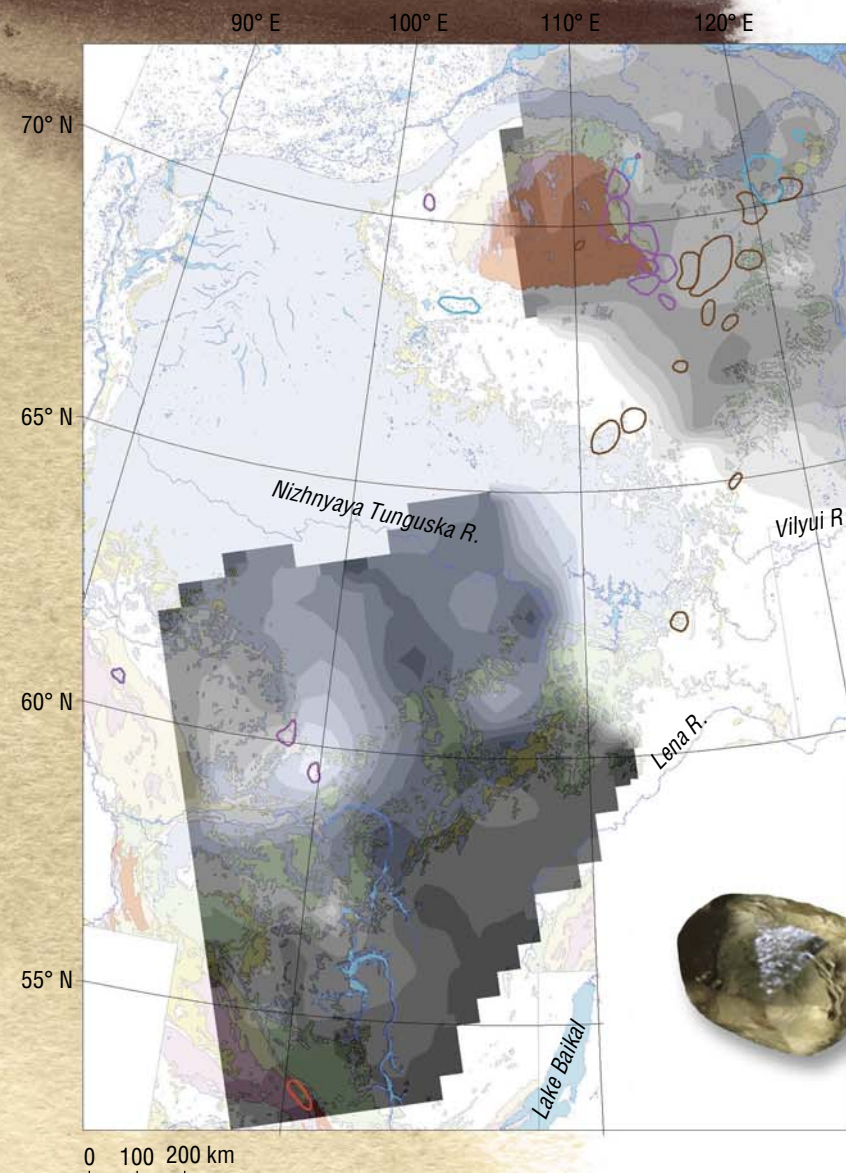 90° E 100° E 110° E 120° E
70° N
65° N
Nizhnyaya Tunguska R.
Vilyui R
60° N
Lena R.
55° N
Lake Baikal
0 100 200 km